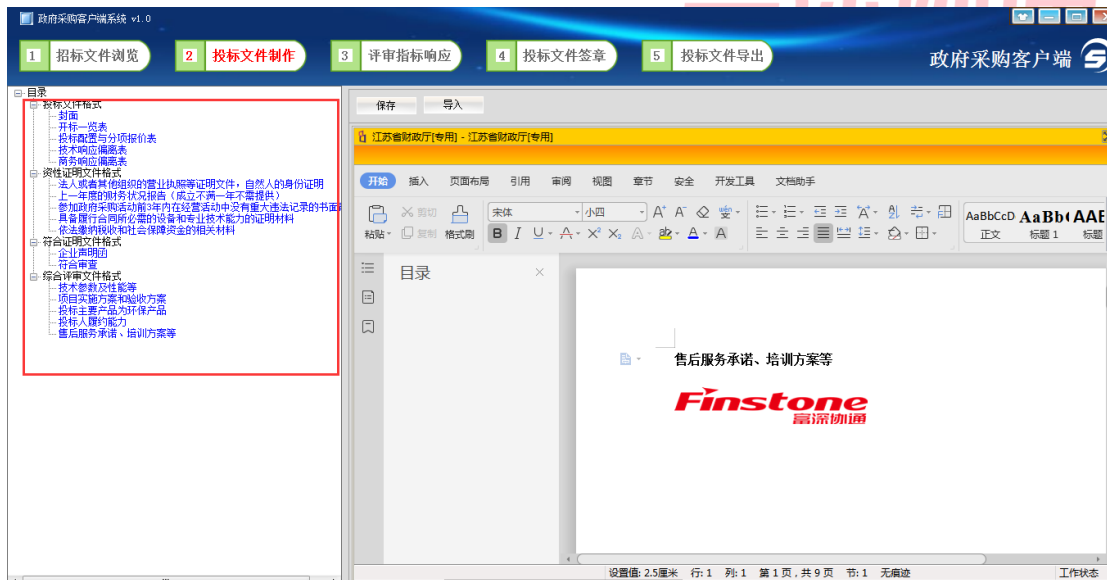 政府采购客户端系统 v1.0
1 招标文件浏览
2 投标文件制作
3 评审指标响应
4 投标文件签章
5 投标文件导出
政府采购客户端
目录
投标文件格式
封面
开标一览表
投标配置与分项报价表
技术响应偏离表
商务响应偏离表
资性证明文件格式
法人或者其他组织的营业执照等证明文件，自然人的身份证明
上一年度的财务状况报告（成立不满一年不需提供）
参加政府采购活动前3年内在经营活动中没有重大违法记录的书面
具备履行合同所必需的设备和专业技术能力的证明材料
依法缴纳税收和社会保障资金的相关材料
符合证明文件格式
企业声明函
符合审查
综合评审文件格式
技术参数及性能等
项目实施方案和验收方案
投标主要产品为环保产品
投标人履约能力
售后服务承诺、培训方案等
保存 导入
江苏省财政厅[专用] - 江苏省财政厅[专用]
开始 插入 页面布局 引用 审阅 视图 章节 安全 开发工具 文档助手
剪切 宋体 小四 AaBbCcD AaBb( AAE
粘贴 复制 格式刷 B I U A X² X₂ A A A 正文 标题 1 标题
目录
售后服务承诺、培训方案等
Finstone
富深协通
设置值: 2.5厘米 行: 1 列: 1 第 1 页 , 共 9 页 节: 1 无痕迹 工作状态